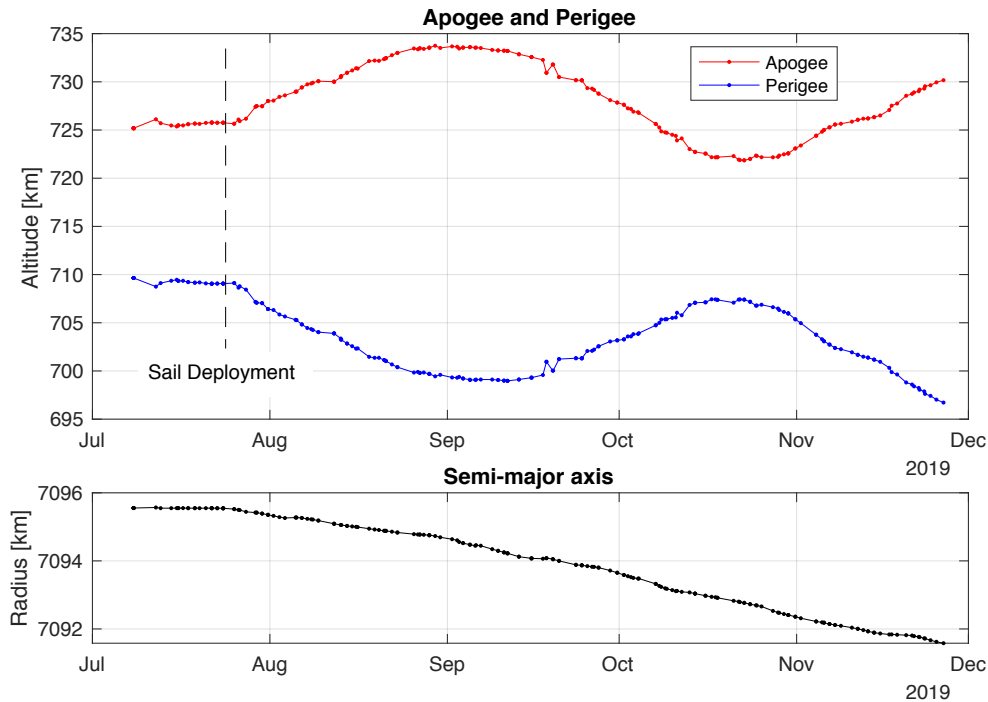 Apogee and Perigee
735
730
725
720
715
710
705
700
695
Altitude [km]
Apogee
Perigee
Sail Deployment
Jul Aug Sep Oct Nov Dec
2019
Semi-major axis
7096
7094
7092
Radius [km]
Jul Aug Sep Oct Nov Dec
2019